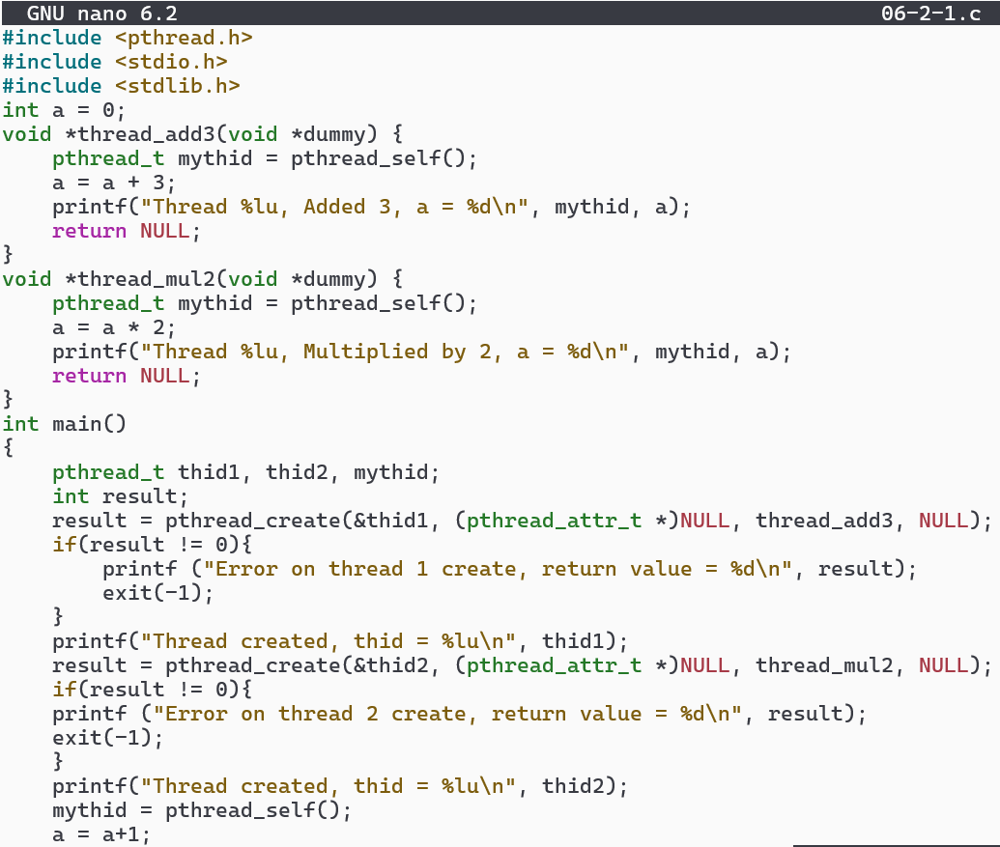 GNU nano 6.2 06-2-1.c
#include <pthread.h>
#include <stdio.h>
#include <stdlib.h>
int a = 0;
void *thread_add3(void *dummy) {
    pthread_t mythid = pthread_self();
    a = a + 3;
    printf("Thread %lu, Added 3, a = %d\n", mythid, a);
    return NULL;
}
void *thread_mul2(void *dummy) {
    pthread_t mythid = pthread_self();
    a = a * 2;
    printf("Thread %lu, Multiplied by 2, a = %d\n", mythid, a);
    return NULL;
}
int main()
{
    pthread_t thid1, thid2, mythid;
    int result;
    result = pthread_create(&thid1, (pthread_attr_t *)NULL, thread_add3, NULL);
    if(result != 0){
        printf ("Error on thread 1 create, return value = %d\n", result);
        exit(-1);
    }
    printf("Thread created, thid = %lu\n", thid1);
    result = pthread_create(&thid2, (pthread_attr_t *)NULL, thread_mul2, NULL);
    if(result != 0){
    printf ("Error on thread 2 create, return value = %d\n", result);
    exit(-1);
    }
    printf("Thread created, thid = %lu\n", thid2);
    mythid = pthread_self();
    a = a+1;